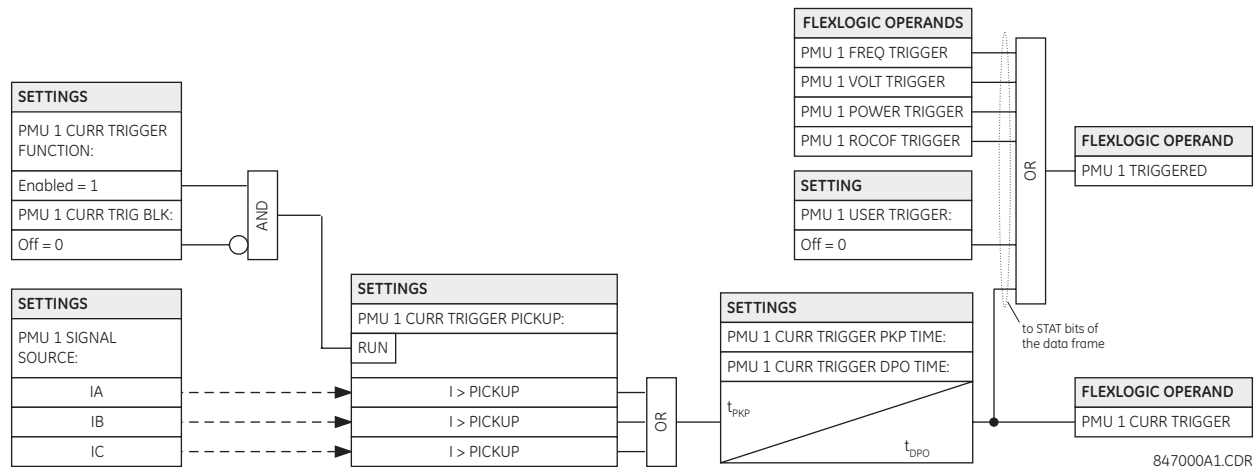 SETTINGS
PMU 1 CURR TRIGGER
FUNCTION:
Enabled = 1
PMU 1 CURR TRIG BLK:
Off = 0
AND
SETTINGS
PMU 1 SIGNAL
SOURCE:
IA
IB
IC
SETTINGS
PMU 1 CURR TRIGGER PICKUP:
RUN
I > PICKUP
I > PICKUP
I > PICKUP
OR
SETTINGS
PMU 1 CURR TRIGGER PKP TIME:
PMU 1 CURR TRIGGER DPO TIME:
tPKP
tDPO
FLEXLOGIC OPERANDS
PMU 1 FREQ TRIGGER
PMU 1 VOLT TRIGGER
PMU 1 POWER TRIGGER
PMU 1 ROCOF TRIGGER
SETTING
PMU 1 USER TRIGGER:
Off = 0
OR
to STAT bits of
the data frame
FLEXLOGIC OPERAND
PMU 1 TRIGGERED
FLEXLOGIC OPERAND
PMU 1 CURR TRIGGER
847000A1.CDR